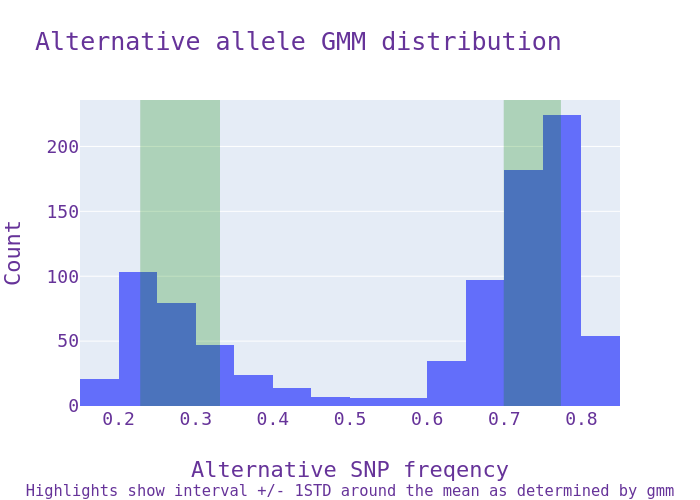 Alternative allele GMM distribution
Count
200
150
100
50
0
0.2 0.3 0.4 0.5 0.6 0.7 0.8
Alternative SNP freqency
Highlights show interval +/- 1STD around the mean as determined by gmm